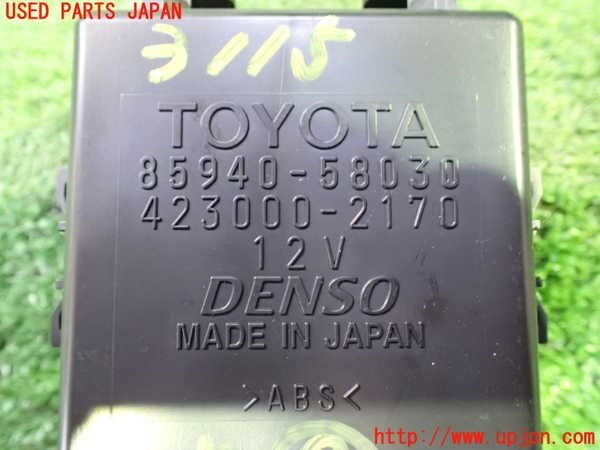 USED PARTS JAPAN
3115
TOYOTA
85940-58030
423000-2170
12V
DENSO
MADE IN JAPAN
>ABS<
http://www.upjpn.com